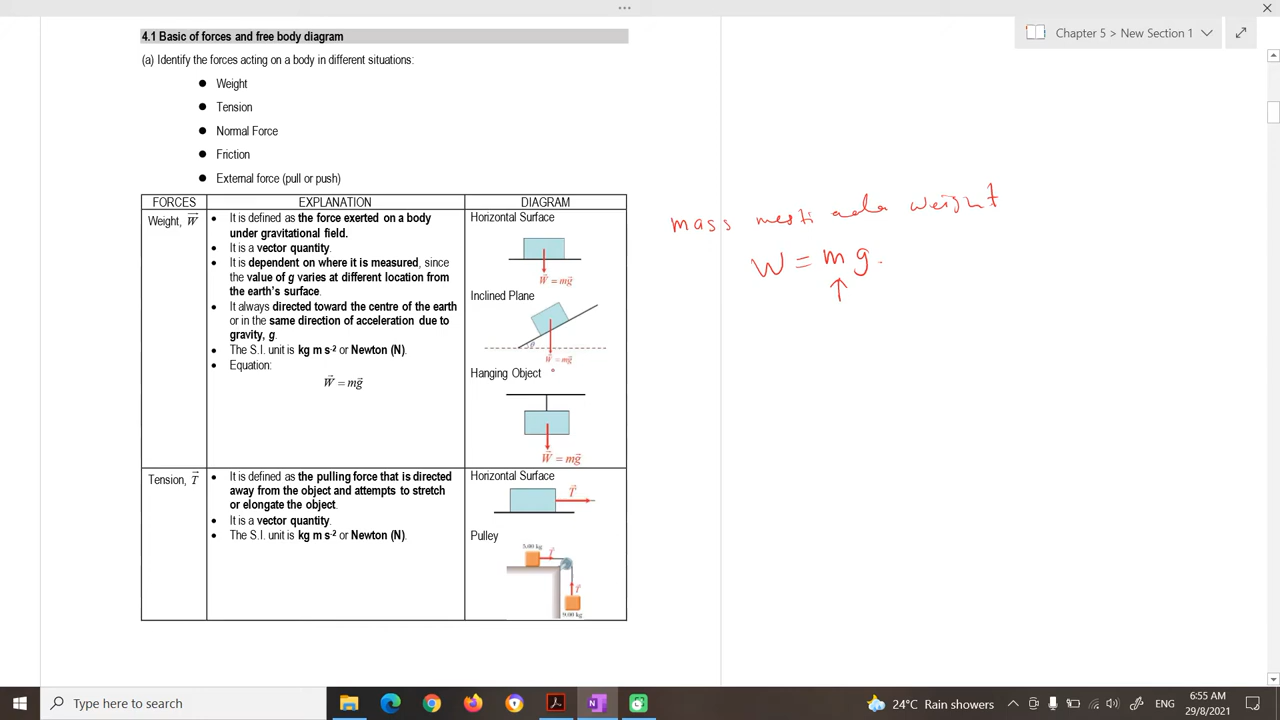 Chapter 5 > New Section 1
4.1 Basic of forces and free body diagram
(a) Identify the forces acting on a body in different situations:
● Weight
● Tension
● Normal Force
● Friction
● External force (pull or push)
FORCES EXPLANATION DIAGRAM
Weight, W
• It is defined as the force exerted on a body
under gravitational field.
• It is a vector quantity.
• It is dependent on where it is measured, since
the value of g varies at different location from
the earth's surface.
• It always directed toward the centre of the earth
or in the same direction of acceleration due to
gravity, g.
• The S.I. unit is kg m s-2 or Newton (N).
• Equation:
W = mg
Horizontal Surface
W = mg
Inclined Plane
θ
W = mg
Hanging Object
W = mg
Tension, T
• It is defined as the pulling force that is directed
away from the object and attempts to stretch
or elongate the object.
• It is a vector quantity.
• The S.I. unit is kg m s-2 or Newton (N).
Horizontal Surface
T
Pulley
5.00 kg
T
T
9.00 kg
mass mesti ada weight
W = mg.
Type here to search
24°C Rain showers
ENG
6:55 AM
29/8/2021